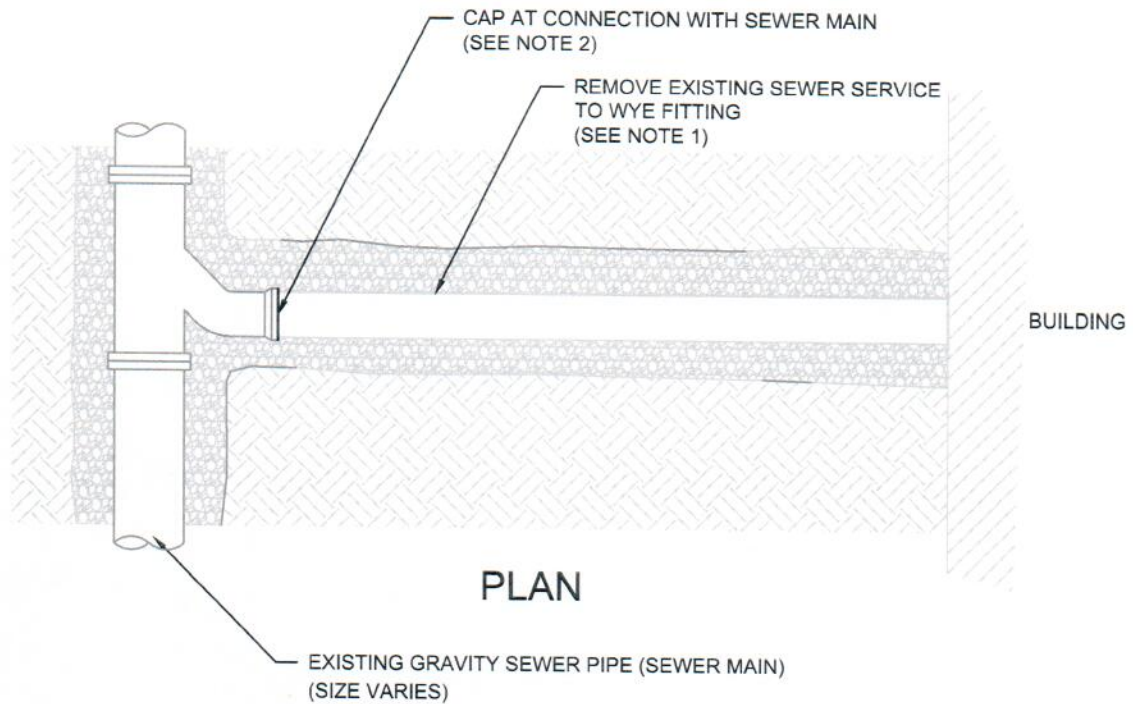 CAP AT CONNECTION WITH SEWER MAIN
(SEE NOTE 2)
REMOVE EXISTING SEWER SERVICE
TO WYE FITTING
(SEE NOTE 1)
BUILDING
PLAN
EXISTING GRAVITY SEWER PIPE (SEWER MAIN)
(SIZE VARIES)